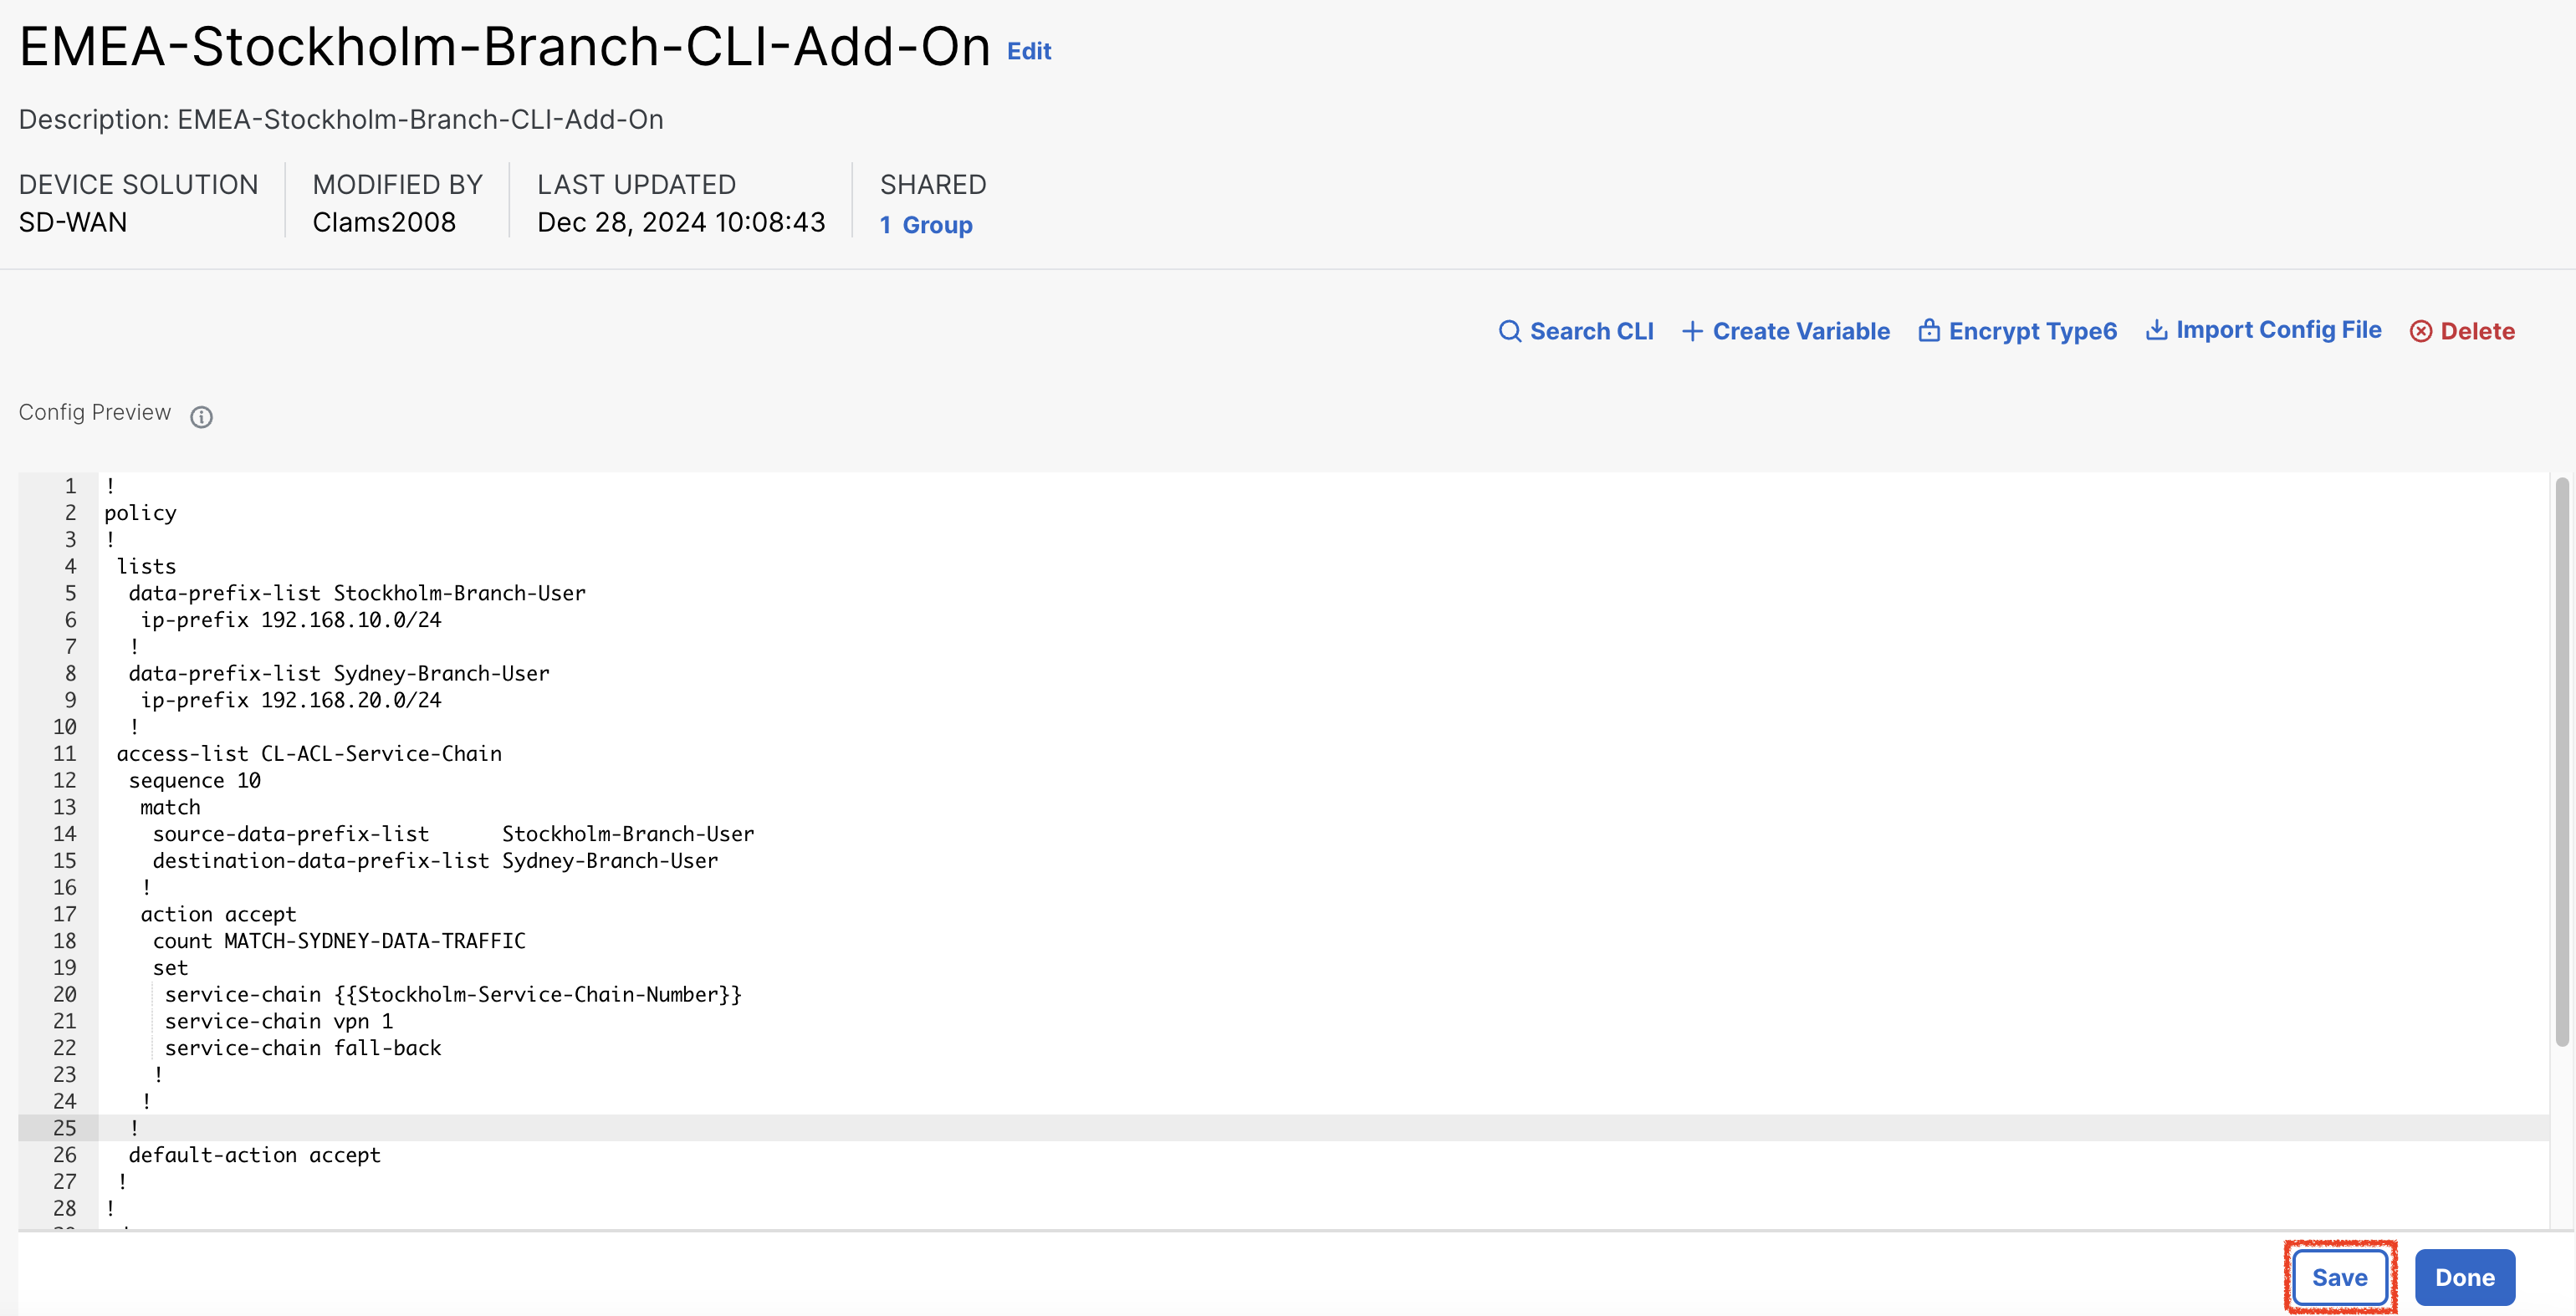 EMEA-Stockholm-Branch-CLI-Add-On Edit
Description: EMEA-Stockholm-Branch-CLI-Add-On
DEVICE SOLUTION MODIFIED BY LAST UPDATED SHARED
SD-WAN Clams2008 Dec 28, 2024 10:08:43 1 Group
Search CLI Create Variable Encrypt Type6 Import Config File Delete
Config Preview
1 !
2 policy
3 !
4 lists
5 data-prefix-list Stockholm-Branch-User
6 ip-prefix 192.168.10.0/24
7 !
8 data-prefix-list Sydney-Branch-User
9 ip-prefix 192.168.20.0/24
10 !
11 access-list CL-ACL-Service-Chain
12 sequence 10
13 match
14 source-data-prefix-list Stockholm-Branch-User
15 destination-data-prefix-list Sydney-Branch-User
16 !
17 action accept
18 count MATCH-SYDNEY-DATA-TRAFFIC
19 set
20 service-chain {{Stockholm-Service-Chain-Number}}
21 service-chain vpn 1
22 service-chain fall-back
23 !
24 !
25 !
26 default-action accept
27 !
28 !
Save Done